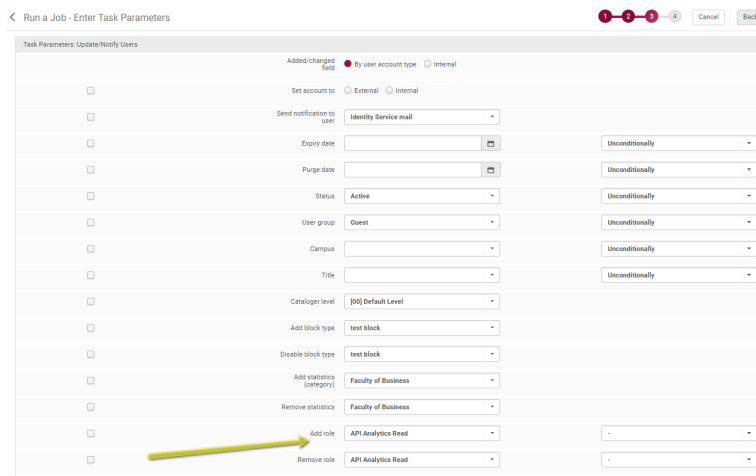 Run a Job - Enter Task Parameters 1 2 3 4 Cancel Back
Task Parameters: Update/Notify Users
Added/changed
field By user account type Internal
Set account to External Internal
Send notification to
user Identity Service mail
Expiry date Unconditionally
Purge date Unconditionally
Status Active Unconditionally
User group Guest Unconditionally
Campus Unconditionally
Title Unconditionally
Cataloger level [00] Default Level
Add block type test block
Disable block type test block
Add statistics
(category) Faculty of Business
Remove statistics Faculty of Business
Add role API Analytics Read -
Remove role API Analytics Read -